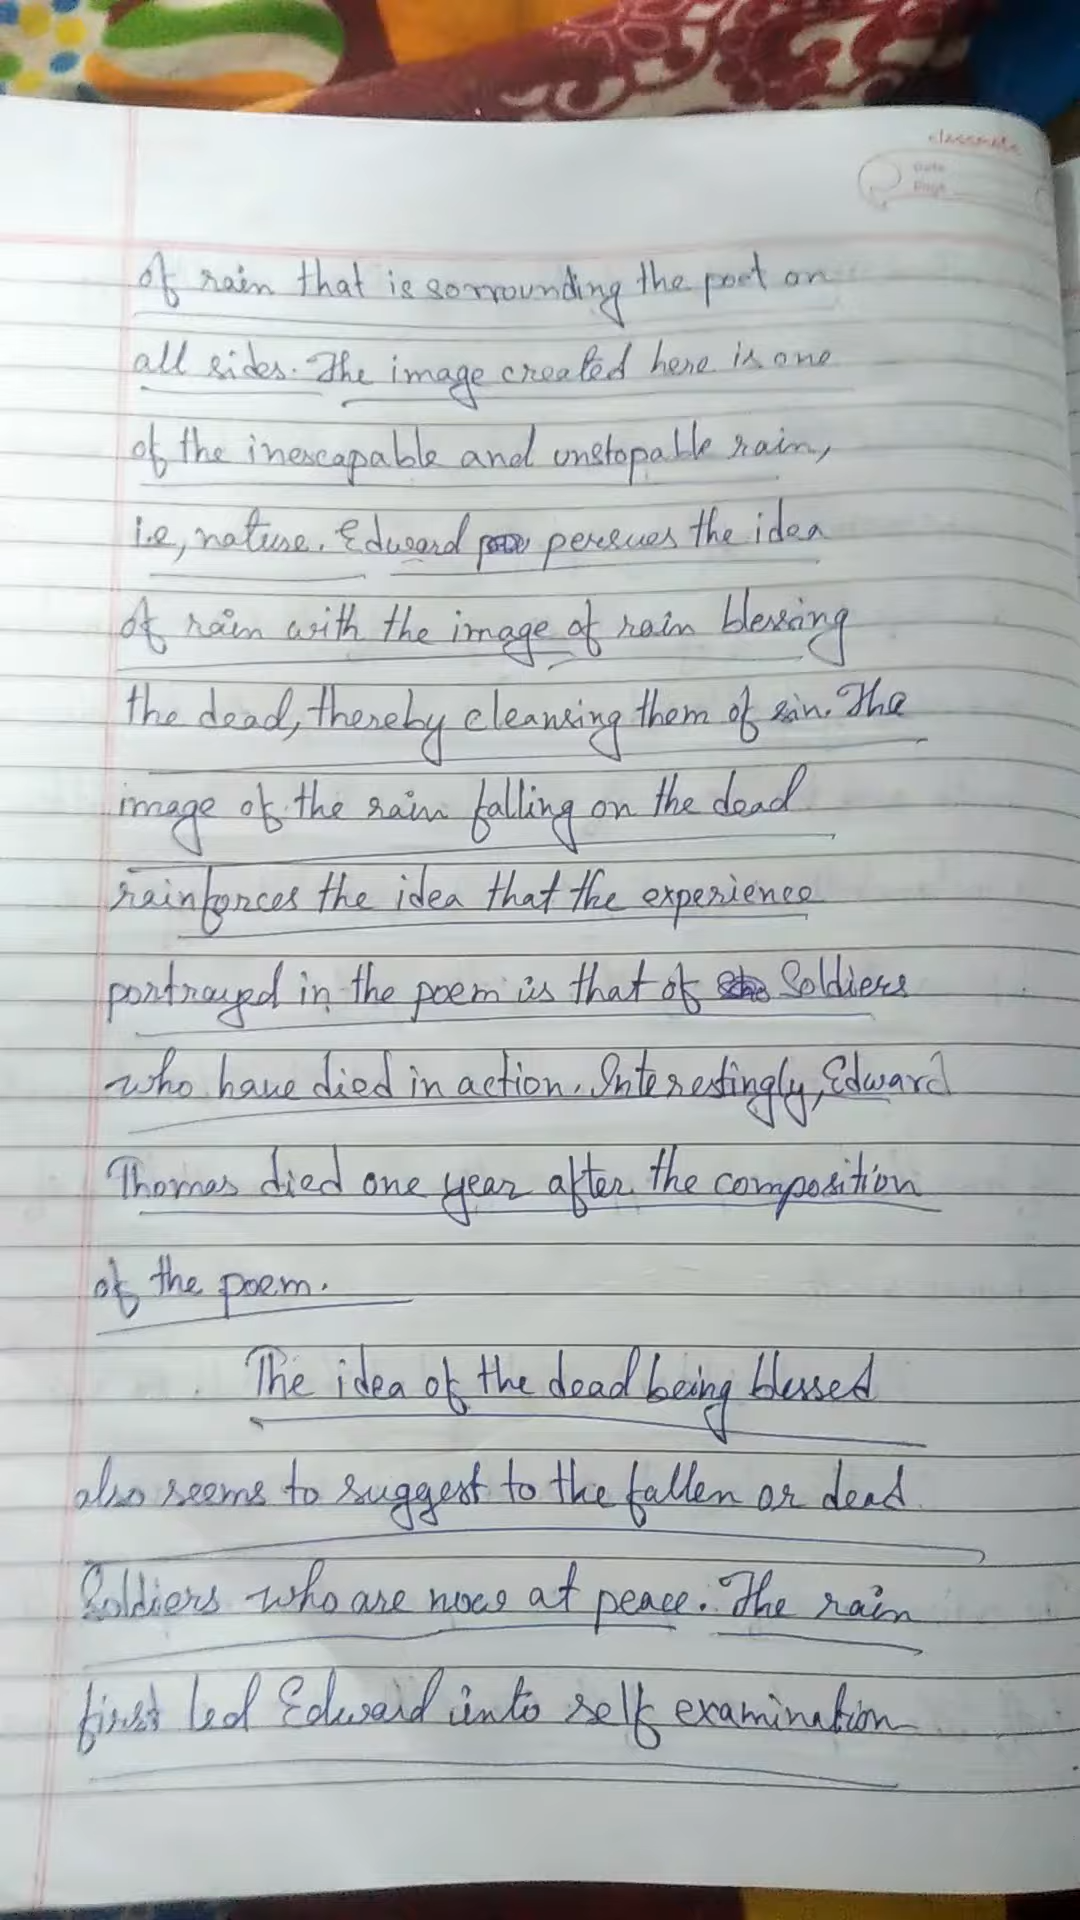 classmate
Date
Page
of rain that is sorrounding the poet on
all sides. The image created here is one
of the inescapable and unstopable rain,
i.e, nature. Edward persues the idea
of rain with the image of rain blessing
the dead, thereby cleansing them of sin. The
image of the rain falling on the dead
rainforces the idea that the experience
portrayed in the poem is that of Soldiers
who have died in action. Interestingly, Edward
Thomas died one year after the composition
of the poem.
The idea of the dead being blessed
also seems to suggest to the fallen or dead
Soldiers who are now at peace. The rain
first led Edward into self examination